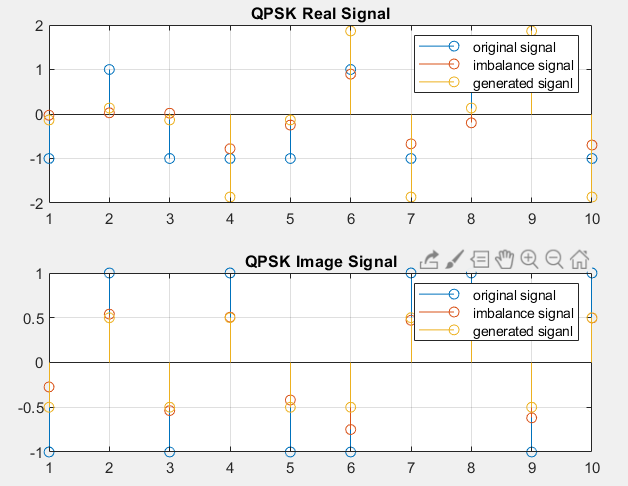 QPSK Real Signal
2
1
0
-1
-2
original signal
imbalance signal
generated siganl
1 2 3 4 5 6 7 8 9 10
QPSK Image Signal
1
0.5
0
-0.5
-1
original signal
imbalance signal
generated siganl
1 2 3 4 5 6 7 8 9 10